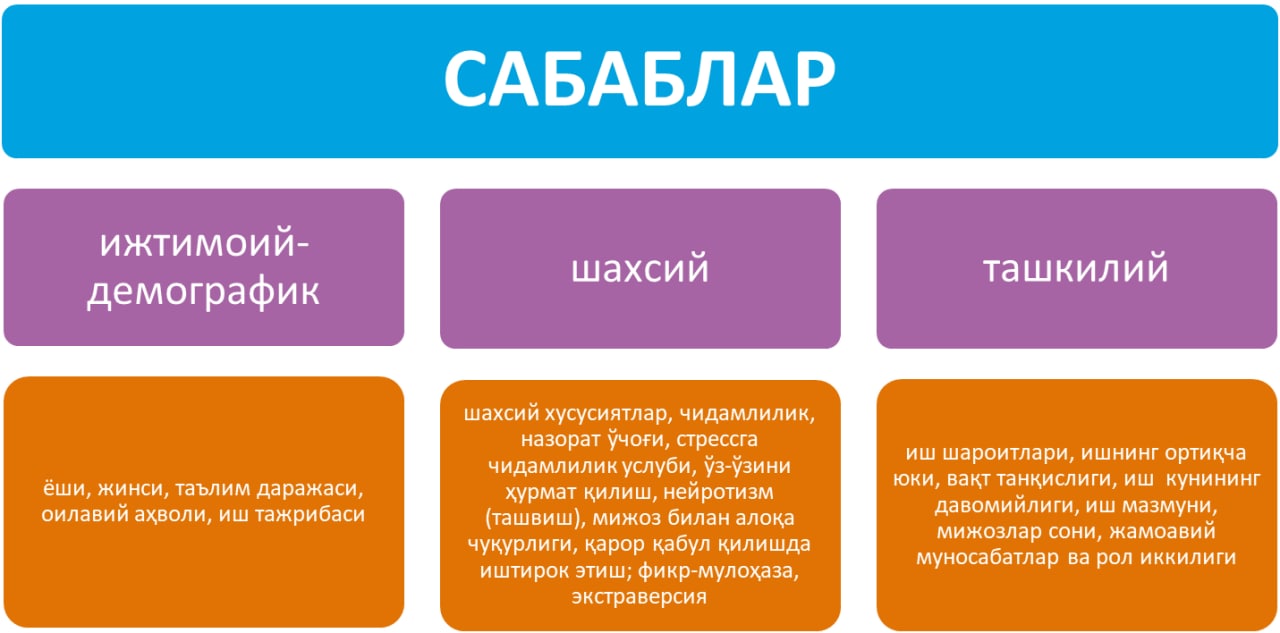 САБАБЛАР
ижтимоий-
демографик
шахсий
ташкилий
ёши, жинси, таълим даражаси,
оилавий аҳволи, иш тажрибаси
шахсий хусусиятлар, чидамлилик,
назорат ўчоғи, стрессга
чидамлилик услуби, ўз-ўзини
ҳурмат қилиш, нейротизм
(ташвиш), мижоз билан алоқа
чуқурлиги, қарор қабул қилишда
иштирок этиш; фикр-мулоҳаза,
экстраверсия
иш шароитлари, ишнинг ортиқча
юки, вақт танқислиги, иш кунининг
давомийлиги, иш мазмуни,
мижозлар сони, жамоавий
муносабатлар ва рол иккилиги